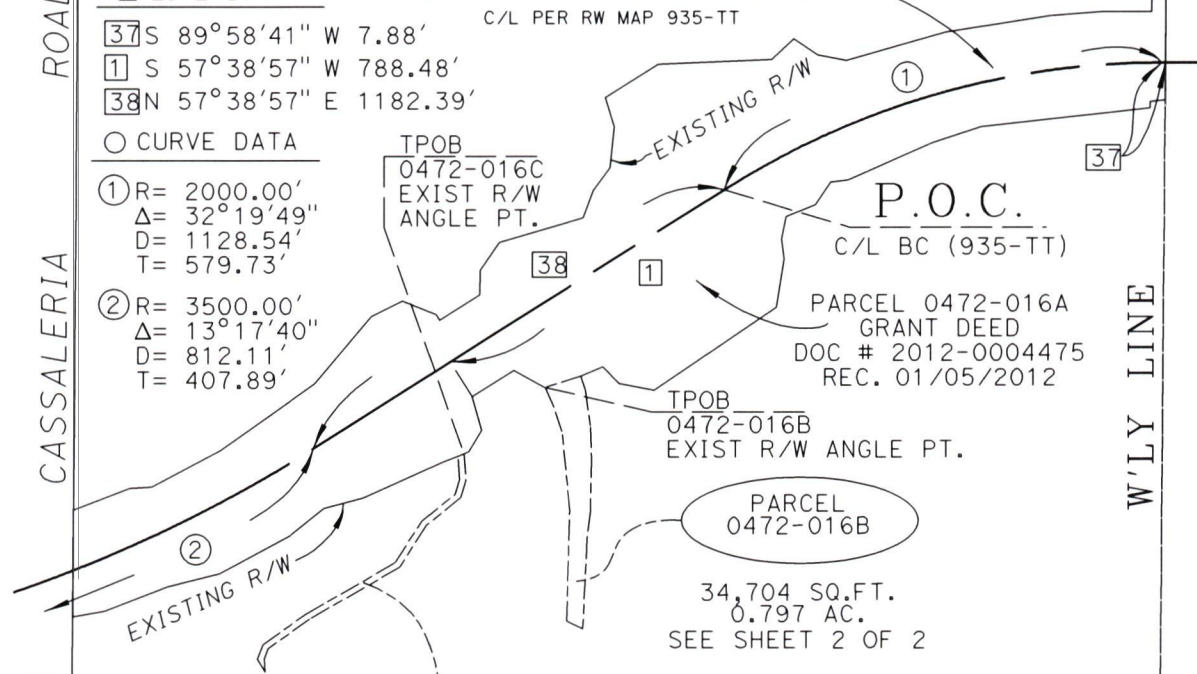 C/L PER RW MAP 935-TT
37 S 89°58'41" W 7.88'
1 S 57°38'57" W 788.48'
38 N 57°38'57" E 1182.39'
○ CURVE DATA
1 R= 2000.00'
Δ= 32°19'49"
D= 1128.54'
T= 579.73'
2 R= 3500.00'
Δ= 13°17'40"
D= 812.11'
T= 407.89'
ROAD
CASSALERIA
TPOB
0472-016C
EXIST R/W
ANGLE PT.
EXISTING R/W
1
37
P.O.C.
C/L BC (935-TT)
38
1
PARCEL 0472-016A
GRANT DEED
DOC # 2012-0004475
REC. 01/05/2012
W'LY LINE
TPOB
0472-016B
EXIST R/W ANGLE PT.
PARCEL
0472-016B
34,704 SQ.FT.
0.797 AC.
SEE SHEET 2 OF 2
2
EXISTING R/W